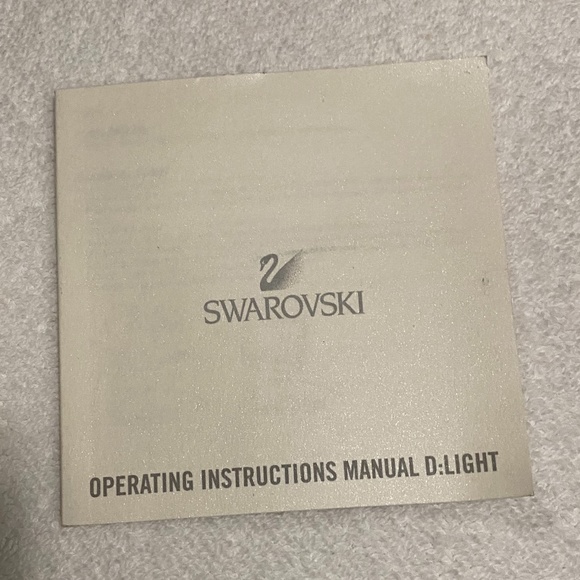 SWAROVSKI
OPERATING INSTRUCTIONS MANUAL D:LIGHT